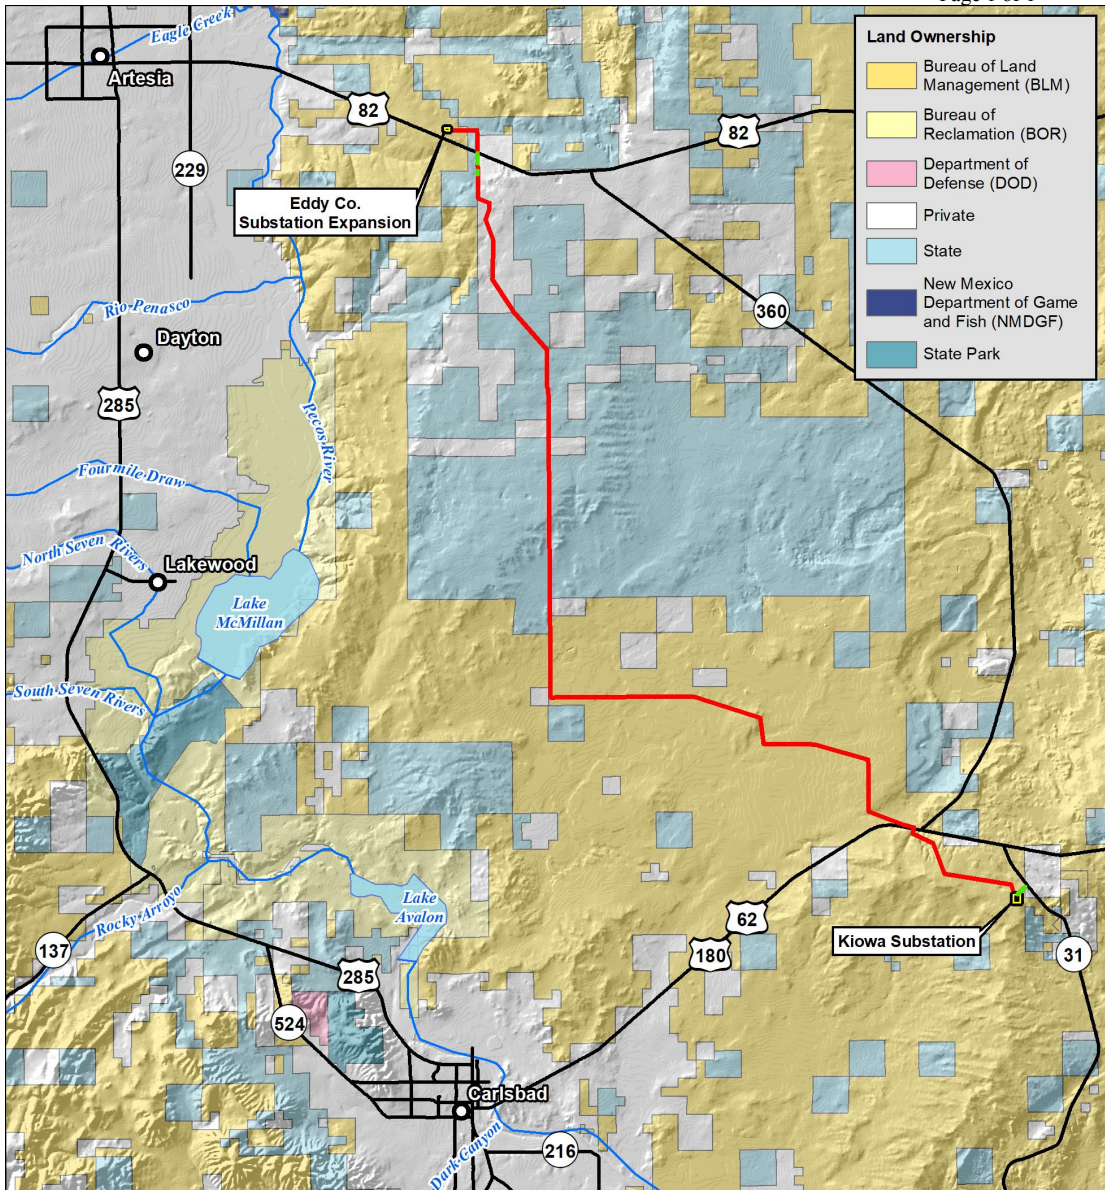 Eagle Creek
Artesia
82
82
229
Eddy Co.
Substation Expansion
Land Ownership
Bureau of Land
Management (BLM)
Bureau of
Reclamation (BOR)
Department of
Defense (DOD)
Private
State
New Mexico
Department of Game
and Fish (NMDGF)
State Park
Rio Penasco
Dayton
360
285
Pecos River
Fourmile Draw
North Seven Rivers
Lakewood
Lake
McMillan
South Seven Rivers
Rocky Arroyo
Lake
Avalon
137
285
62
180
Kiowa Substation
31
524
Carlsbad
216
Dark Canyon